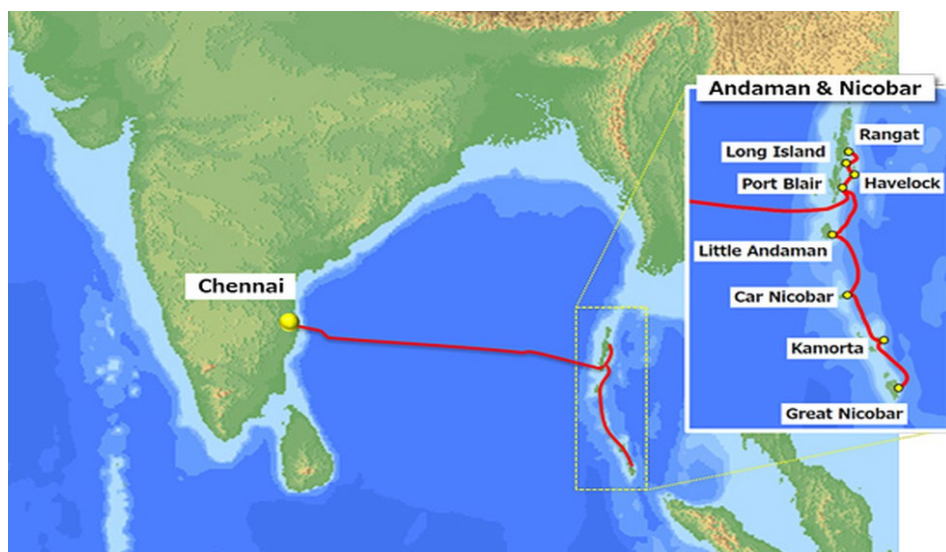 Andaman & Nicobar
Rangat
Long Island
Port Blair
Havelock
Little Andaman
Chennai
Car Nicobar
Kamorta
Great Nicobar